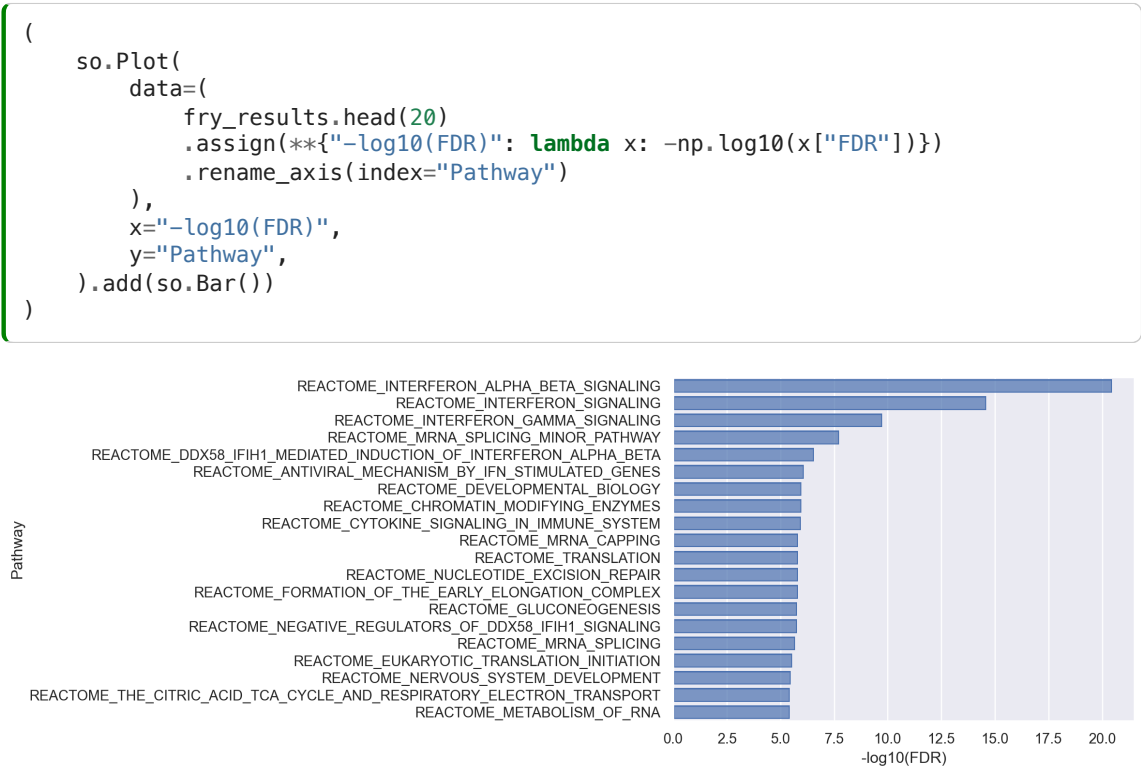 (
    so.Plot(
        data=(
            fry_results.head(20)
            .assign(**{"-log10(FDR)": lambda x: -np.log10(x["FDR"])})
            .rename_axis(index="Pathway")
        ),
        x="-log10(FDR)",
        y="Pathway",
    ).add(so.Bar())
)
REACTOME_INTERFERON_ALPHA_BETA_SIGNALING
REACTOME_INTERFERON_SIGNALING
REACTOME_INTERFERON_GAMMA_SIGNALING
REACTOME_MRNA_SPLICING_MINOR_PATHWAY
REACTOME_DDX58_IFIH1_MEDIATED_INDUCTION_OF_INTERFERON_ALPHA_BETA
REACTOME_ANTIVIRAL_MECHANISM_BY_IFN_STIMULATED_GENES
REACTOME_DEVELOPMENTAL_BIOLOGY
REACTOME_CHROMATIN_MODIFYING_ENZYMES
REACTOME_CYTOKINE_SIGNALING_IN_IMMUNE_SYSTEM
REACTOME_MRNA_CAPPING
REACTOME_TRANSLATION
REACTOME_NUCLEOTIDE_EXCISION_REPAIR
REACTOME_FORMATION_OF_THE_EARLY_ELONGATION_COMPLEX
REACTOME_GLUCONEOGENESIS
REACTOME_NEGATIVE_REGULATORS_OF_DDX58_IFIH1_SIGNALING
REACTOME_MRNA_SPLICING
REACTOME_EUKARYOTIC_TRANSLATION_INITIATION
REACTOME_NERVOUS_SYSTEM_DEVELOPMENT
REACTOME_THE_CITRIC_ACID_TCA_CYCLE_AND_RESPIRATORY_ELECTRON_TRANSPORT
REACTOME_METABOLISM_OF_RNA
Pathway
0.0 2.5 5.0 7.5 10.0 12.5 15.0 17.5 20.0
-log10(FDR)